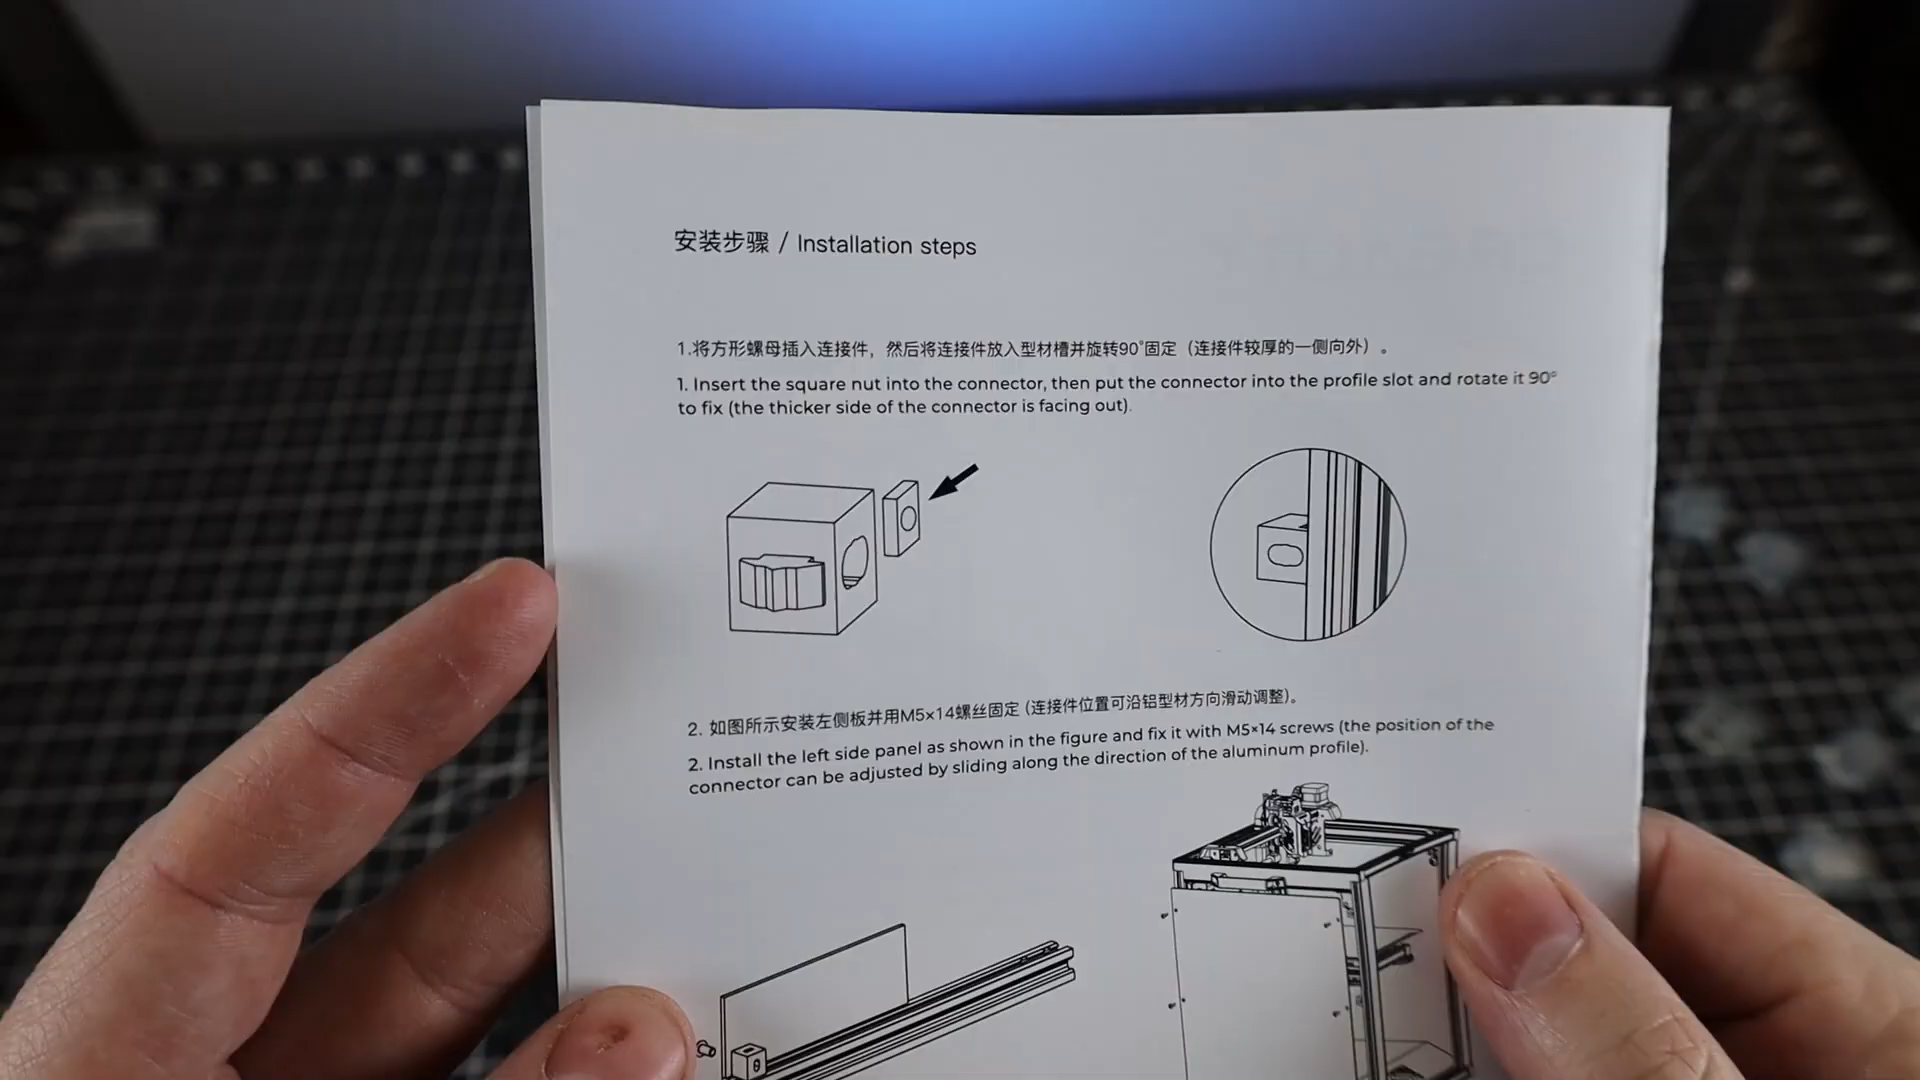 安装步骤 / Installation steps
1.将方形螺母插入连接件，然后将连接件放入型材槽并旋转90°固定（连接件较厚的一侧向外）。
1. Insert the square nut into the connector, then put the connector into the profile slot and rotate it 90°
to fix (the thicker side of the connector is facing out).
2. 如图所示安装左侧板并用M5×14螺丝固定 (连接件位置可沿铝型材方向滑动调整)。
2. Install the left side panel as shown in the figure and fix it with M5×14 screws (the position of the
connector can be adjusted by sliding along the direction of the aluminum profile).